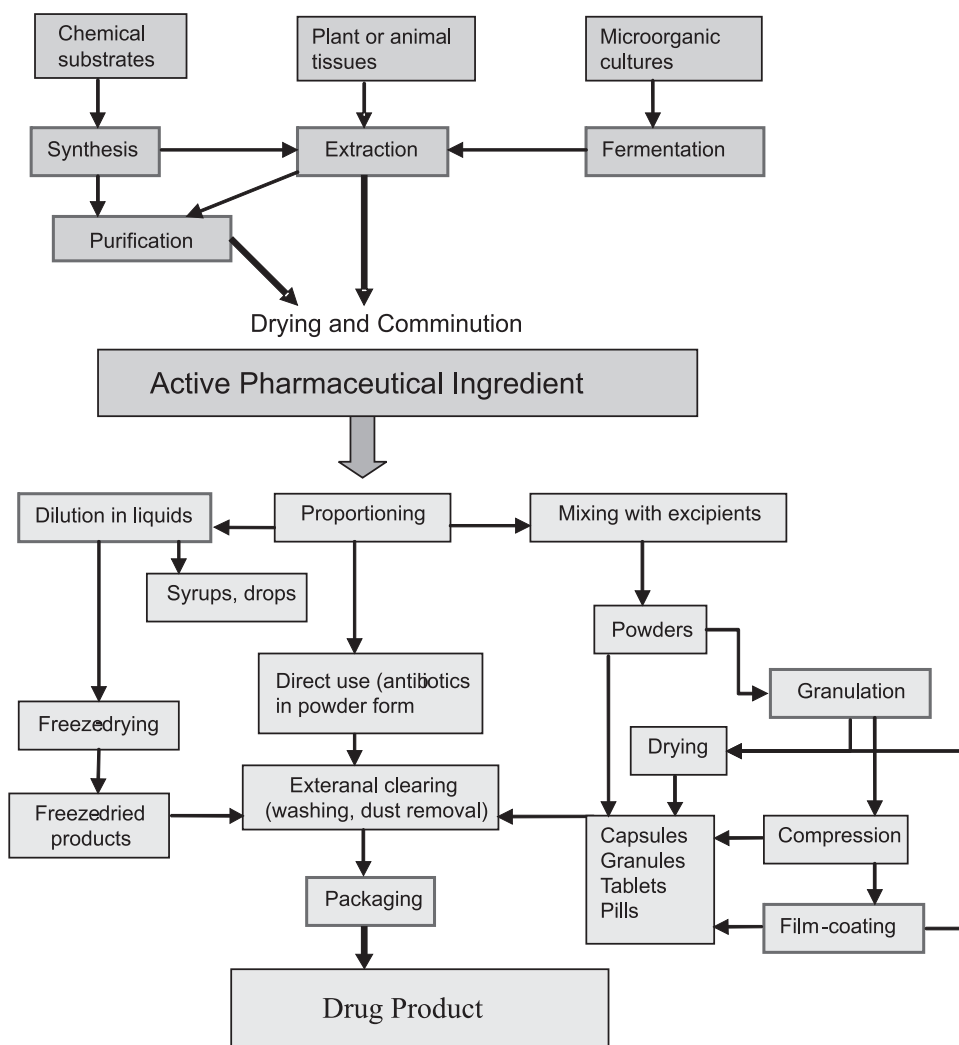 Chemical
substrates
Plant or animal
tissues
Microorganic
cultures
Synthesis
Extraction
Fermentation
Purification
Drying and Comminution
Active Pharmaceutical Ingredient
Dilution in liquids
Proportioning
Mixing with excipients
Syrups, drops
Powders
Direct use (antibiotics
in powder form
Granulation
Freeze-drying
Drying
Exteranal clearing
(washing, dust removal)
Freezedried
products
Capsules
Granules
Tablets
Pills
Compression
Packaging
Film-coating
Drug Product